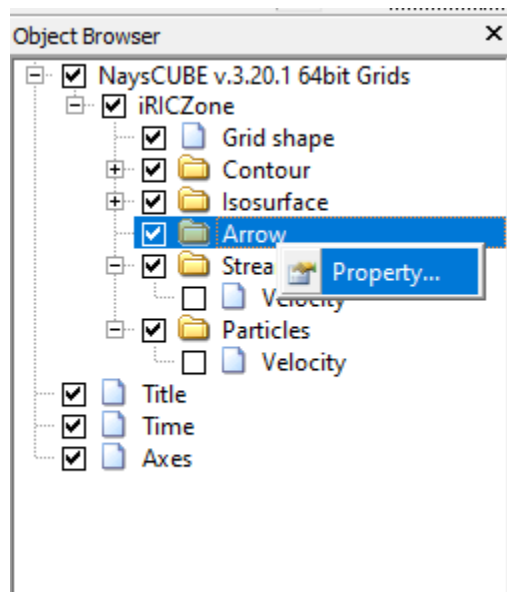 Object Browser
NaysCUBE v.3.20.1 64bit Grids
iRICZone
Grid shape
Contour
Isosurface
Arrow
Strea
Property...
Velocity
Particles
Velocity
Title
Time
Axes